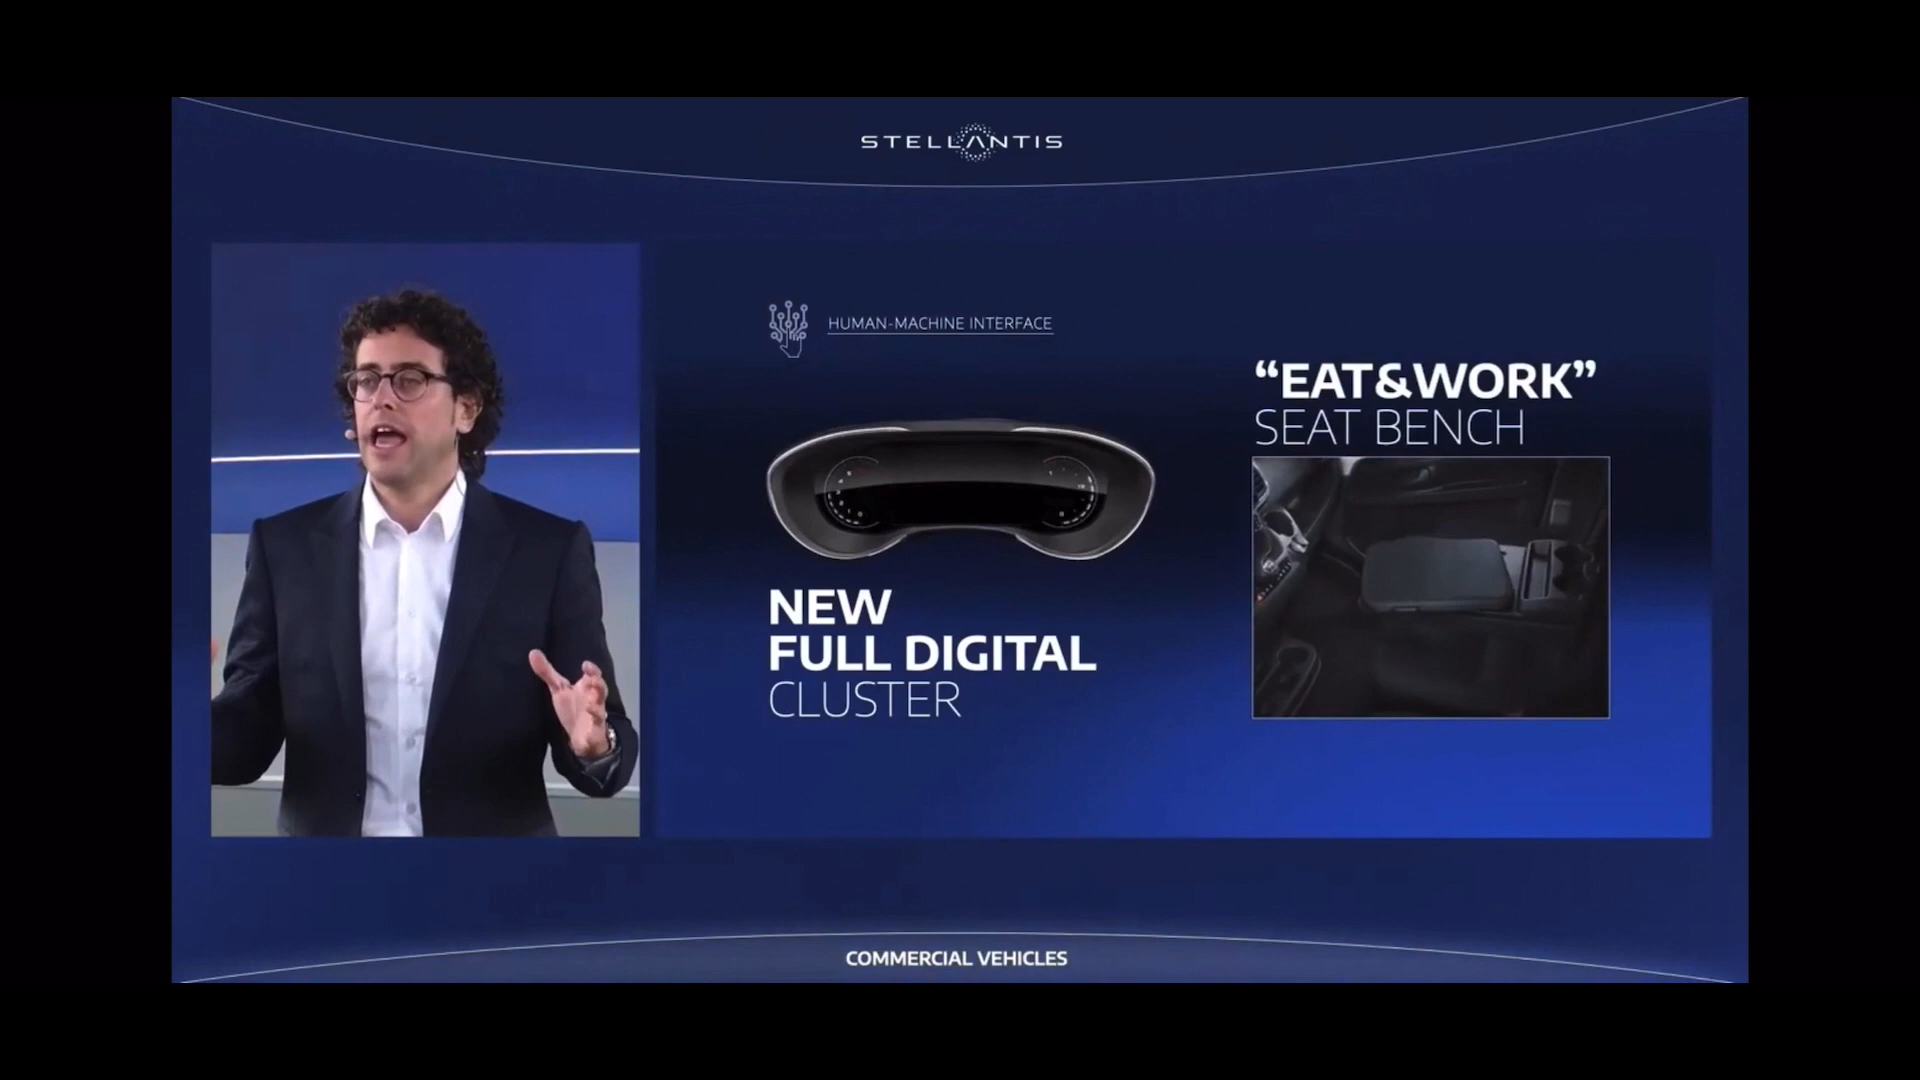 STELLANTIS
HUMAN-MACHINE INTERFACE
“EAT&WORK”
SEAT BENCH
NEW
FULL DIGITAL
CLUSTER
COMMERCIAL VEHICLES